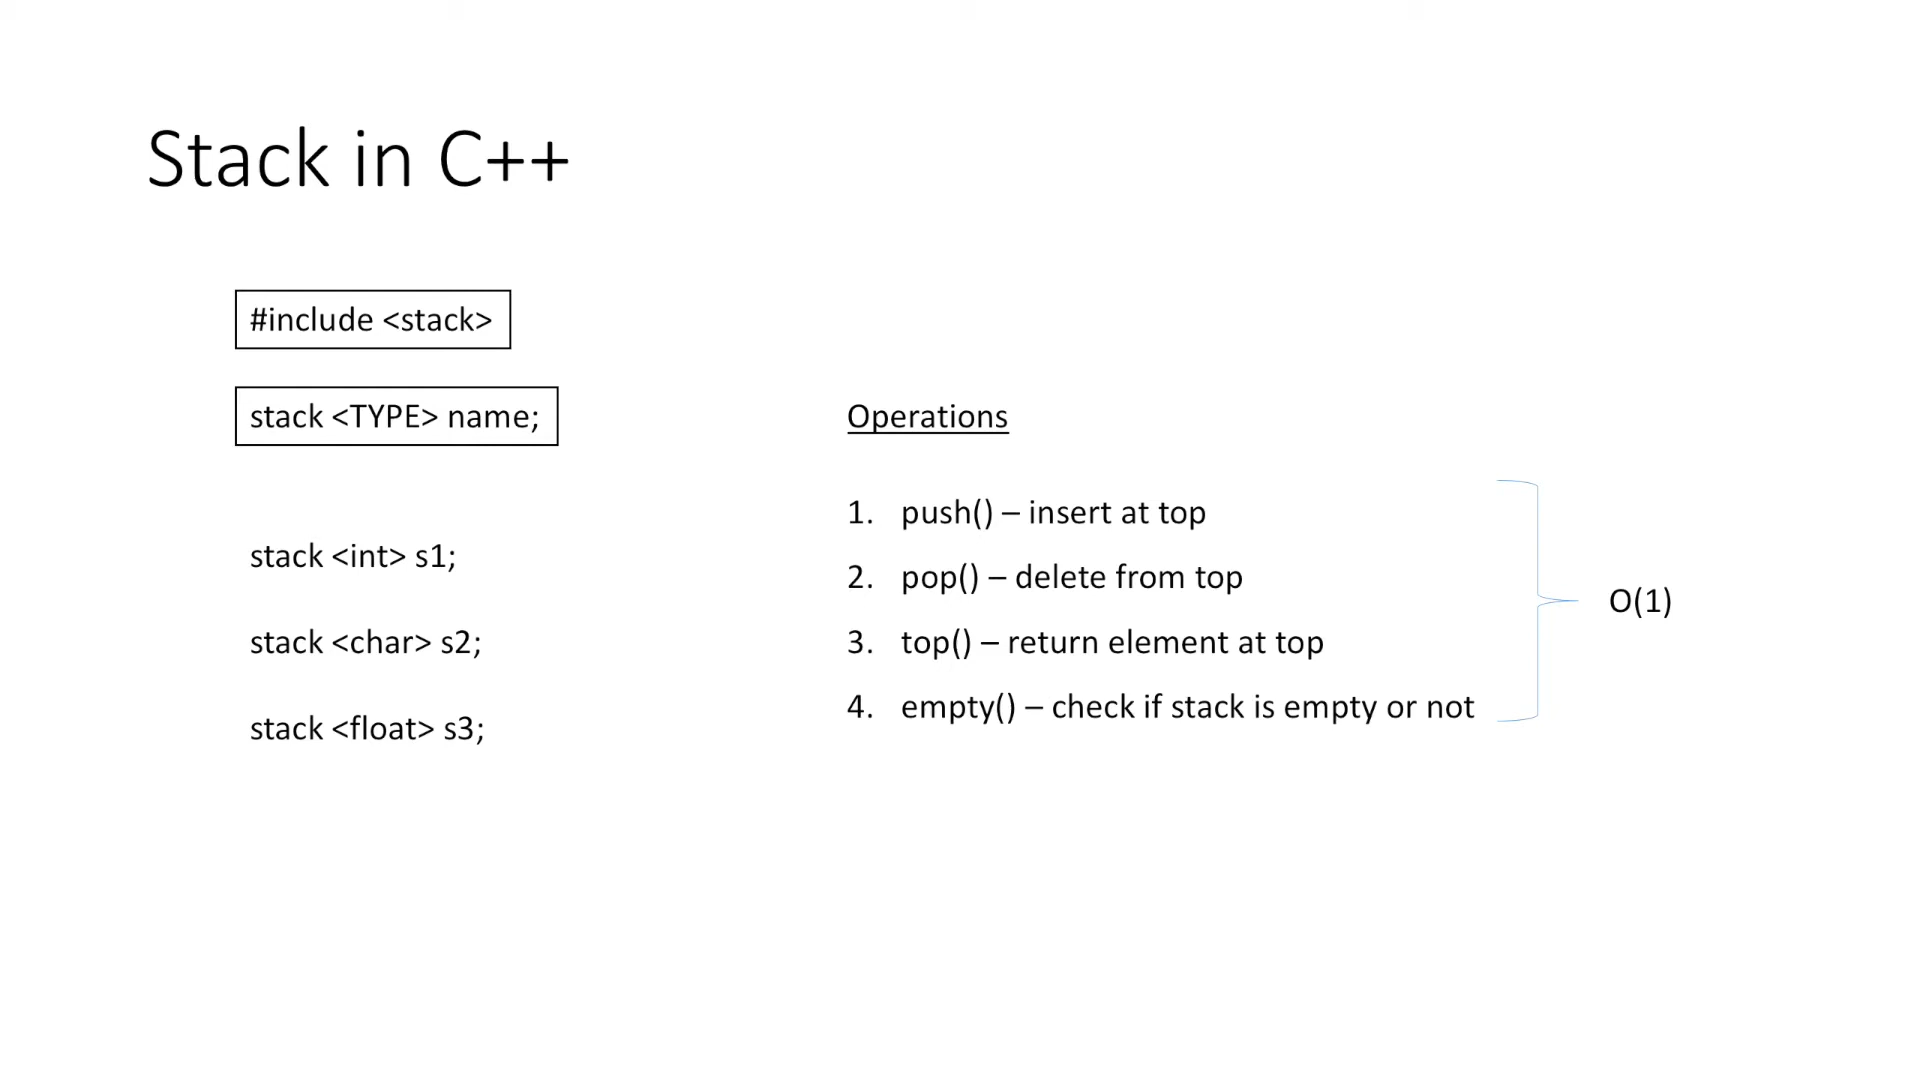 Stack in C++
#include <stack>
stack <TYPE> name;
stack <int> s1;
stack <char> s2;
stack <float> s3;
Operations
1. push() – insert at top
2. pop() – delete from top
3. top() – return element at top
4. empty() – check if stack is empty or not
O(1)